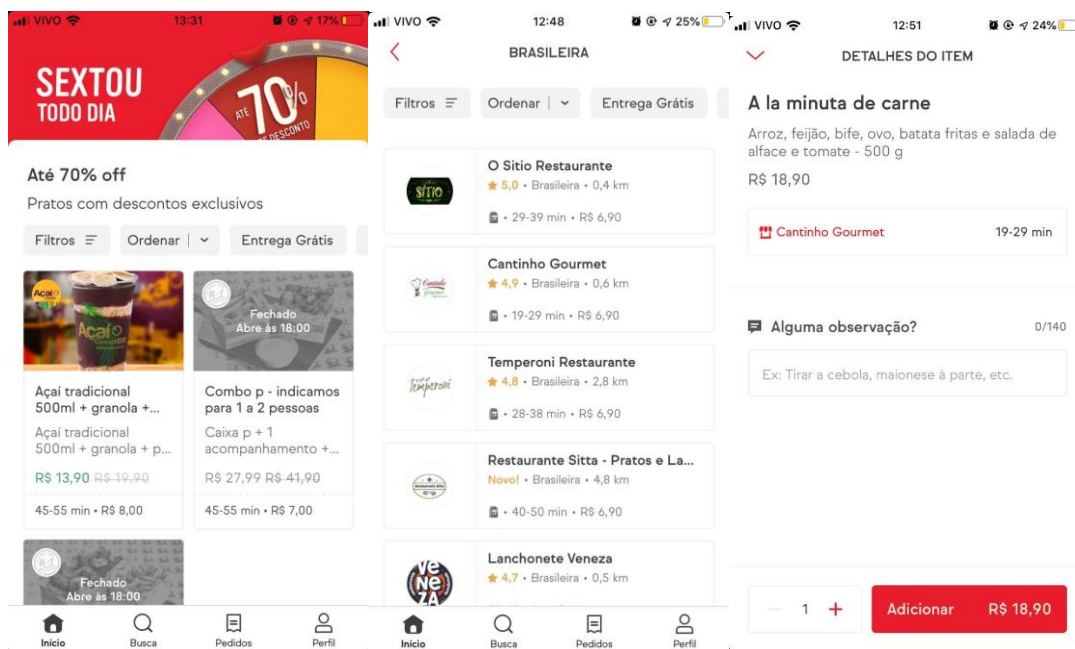 VIVO 13:31 17%
SEXTOU
TODO DIA
ATÉ
70%
DE DESCONTO
Até 70% off
Pratos com descontos exclusivos
Filtros Ordenar Entrega Grátis
Açaí
Açaí
Açaí tradicional
500ml + granola +...
Açaí tradicional
500ml + granola + p...
R$ 13,90 R$ 19,90
45-55 min • R$ 8,00
Fechado
Abre às 18:00
Combo p - indicamos
para 1 a 2 pessoas
Caixa p + 1
acompanhamento +...
R$ 27,99 R$ 41,90
45-55 min • R$ 7,00
Fechado
Abre às 18:00
Início Busca Pedidos Perfil
VIVO 12:48 25%
BRASILEIRA
Filtros Ordenar Entrega Grátis
SÍTIO
O Sitio Restaurante
5,0 • Brasileira • 0,4 km
• 29-39 min • R$ 6,90
Cantinho
Gourmet
Cantinho Gourmet
4,9 • Brasileira • 0,6 km
• 19-29 min • R$ 6,90
Temperoni
Temperoni Restaurante
4,8 • Brasileira • 2,8 km
• 28-38 min • R$ 6,90
Restaurante Sitta - Pratos e La...
Novo! • Brasileira • 4,8 km
• 40-50 min • R$ 6,90
VENEZA
Lanchonete Veneza
4,7 • Brasileira • 0,5 km
Início Busca Pedidos Perfil
VIVO 12:51 24%
DETALHES DO ITEM
A la minuta de carne
Arroz, feijão, bife, ovo, batata fritas e salada de
alface e tomate - 500 g
R$ 18,90
Cantinho Gourmet 19-29 min
Alguma observação? 0/140
Ex: Tirar a cebola, maionese à parte, etc.
1 + Adicionar R$ 18,90